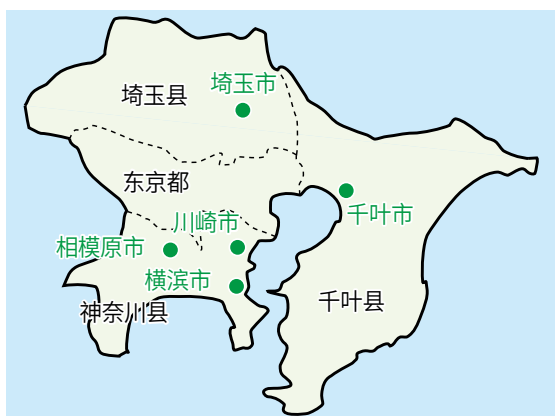 埼玉市
埼玉县
东京都
千叶市
川崎市
相模原市
横滨市
千叶县
神奈川县